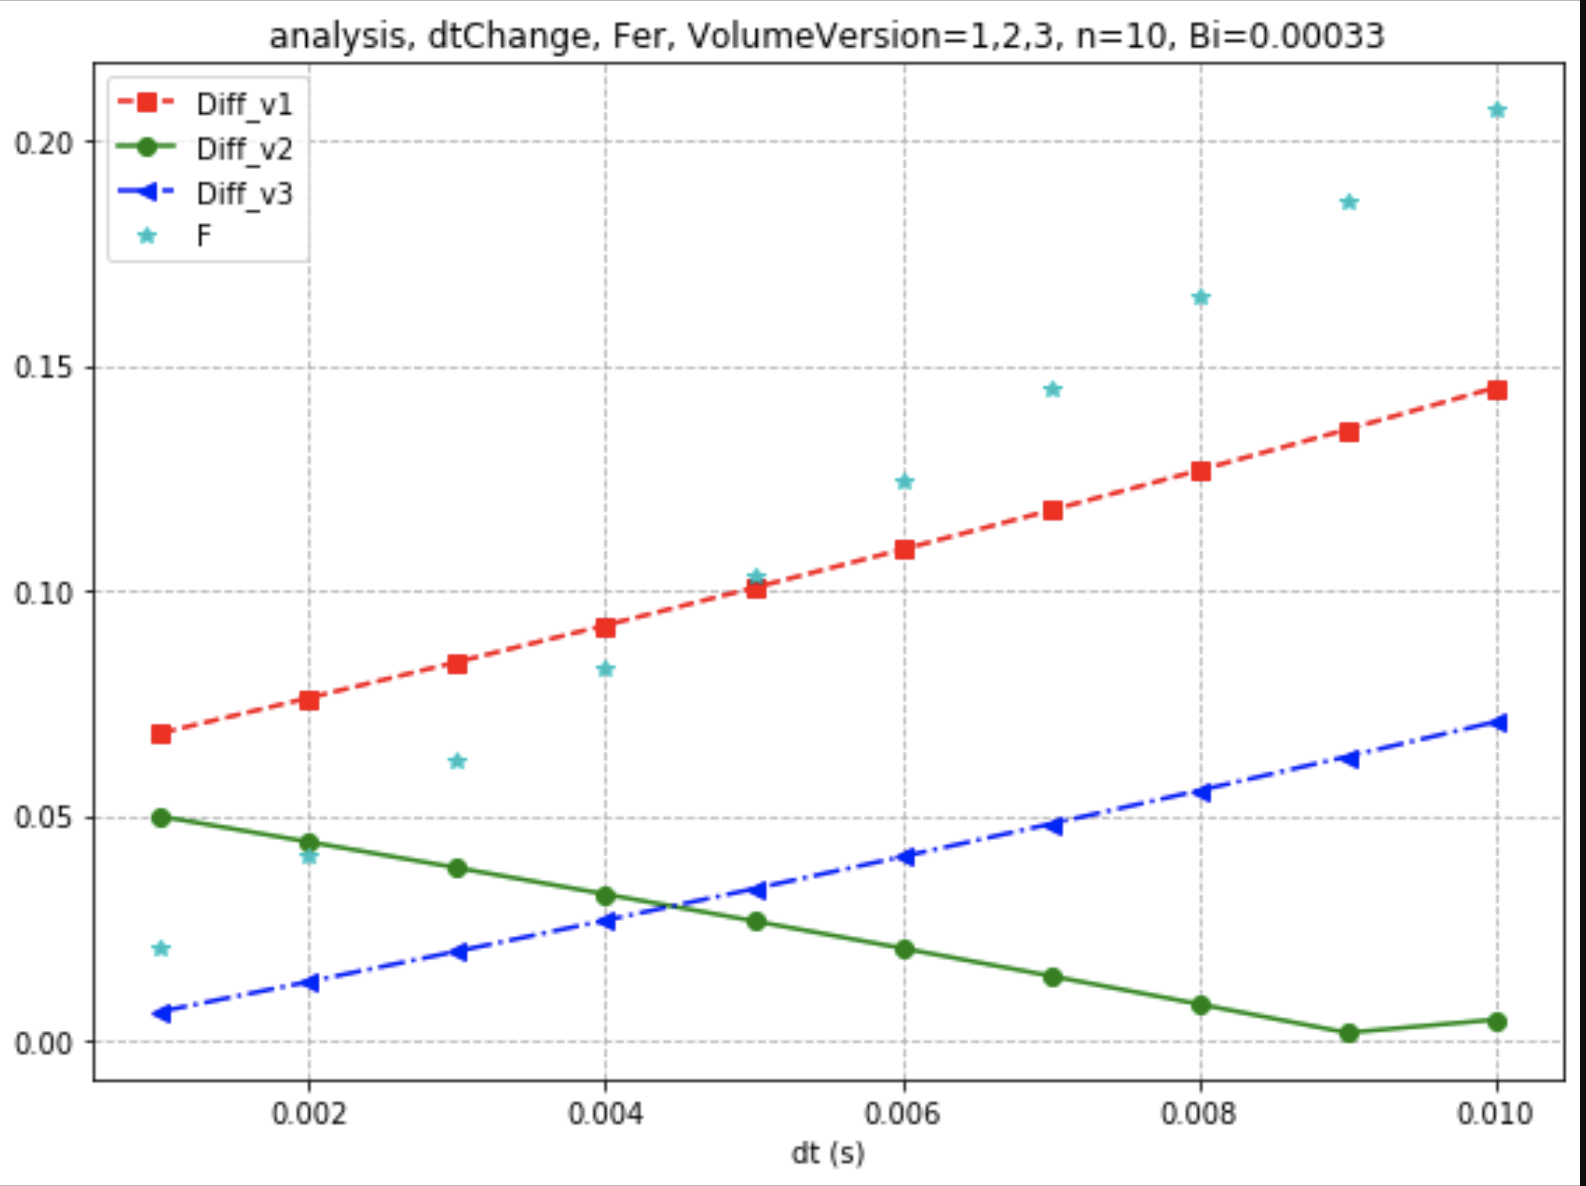 analysis, dtChange, Fer, VolumeVersion=1,2,3, n=10, Bi=0.00033
Diff_v1
Diff_v2
Diff_v3
F
0.20
0.15
0.10
0.05
0.00
0.002 0.004 0.006 0.008 0.010
dt (s)